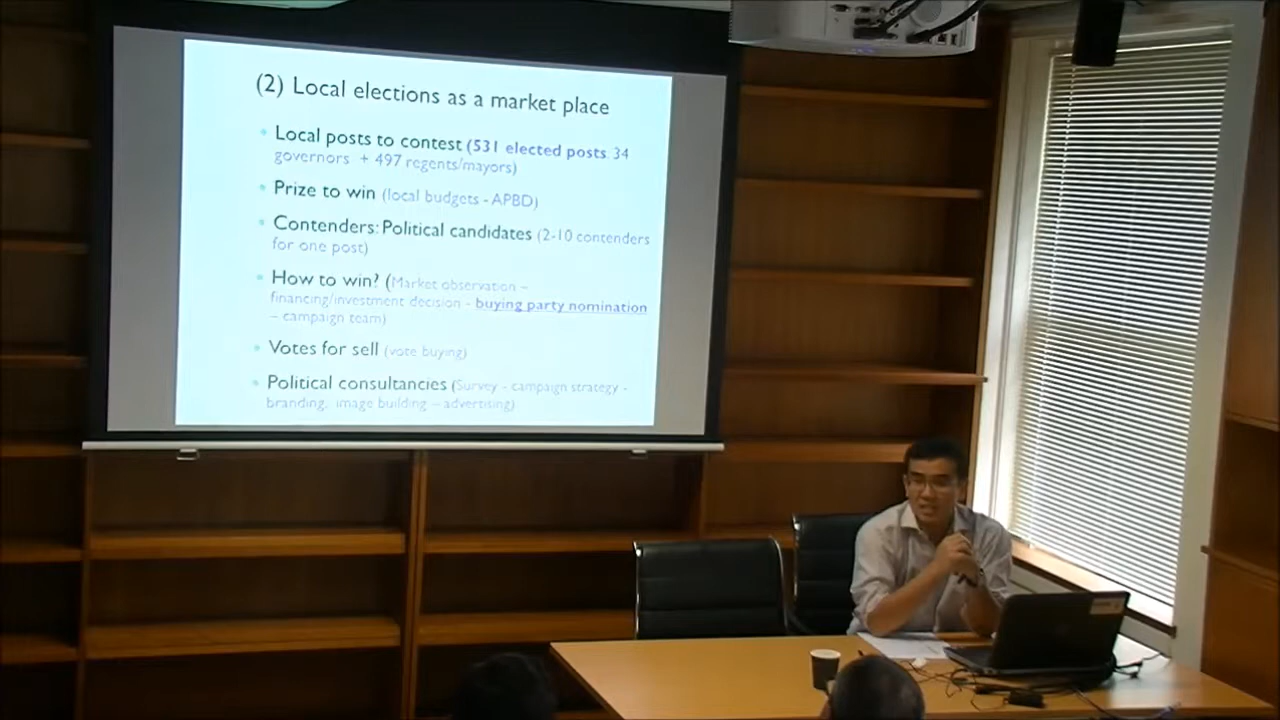 (2) Local elections as a market place
• Local posts to contest (531 elected posts: 34
governors + 497 regents/mayors)
• Prize to win (local budgets - APBD)
• Contenders: Political candidates (2-10 contenders
for one post)
• How to win? (Market observation –
financing/investment decision - buying party nomination
– campaign team)
• Votes for sell (vote buying)
• Political consultancies (Survey - campaign strategy -
branding, image building – advertising)